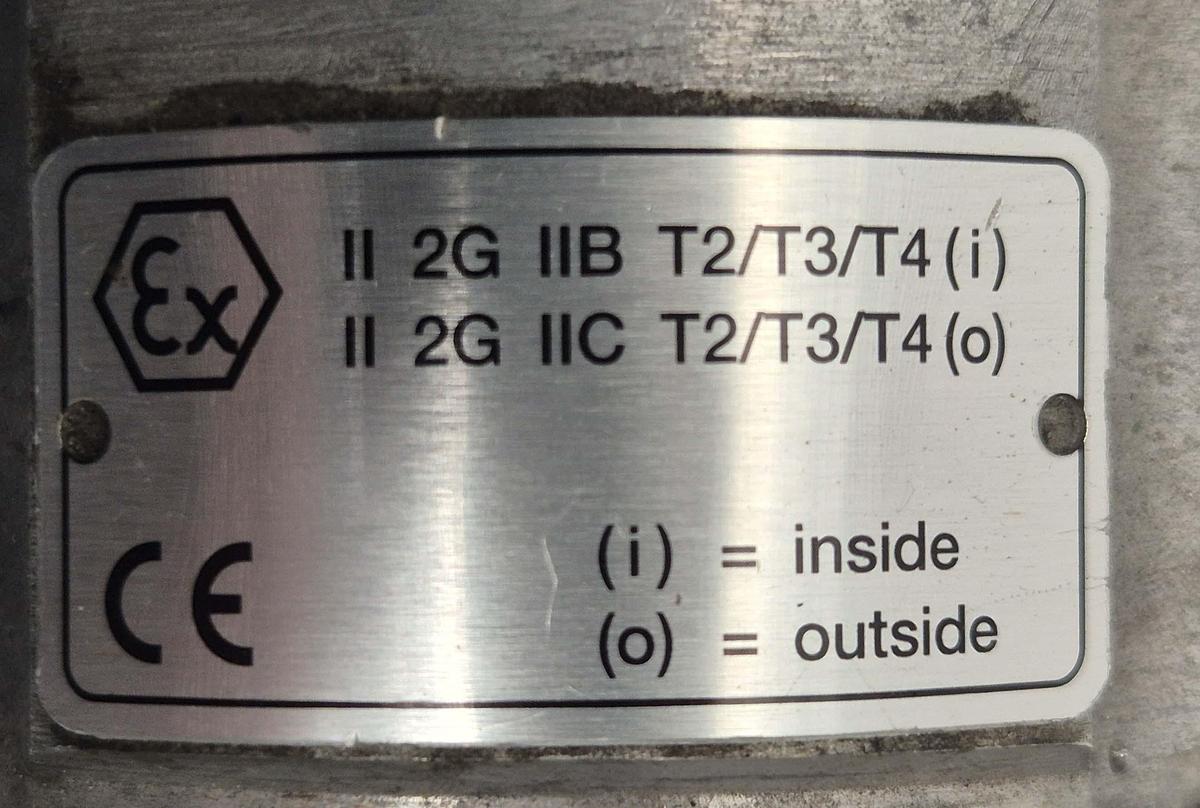 Ex II 2G IIB T2/T3/T4 (i)
II 2G IIC T2/T3/T4 (o)
(i) = inside
CE
(o) = outside